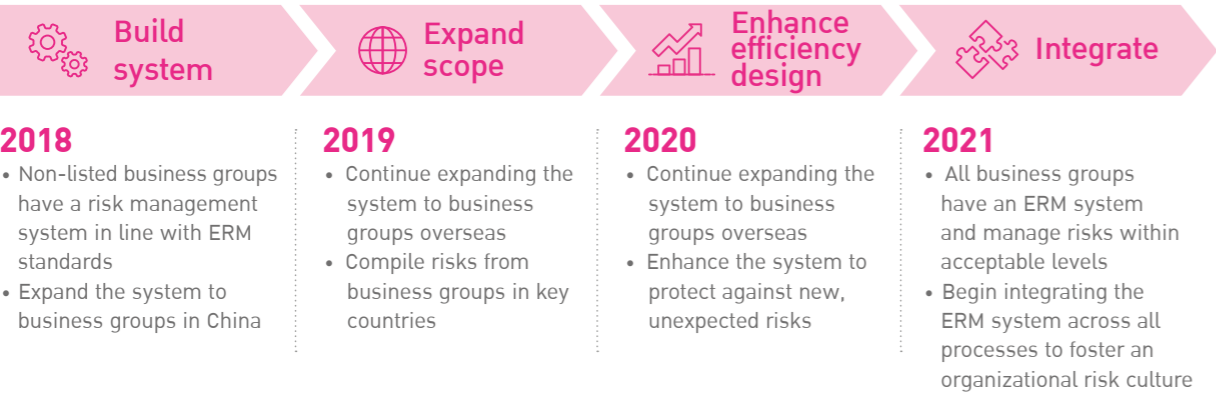 Build
system
Expand
scope
Enhance
efficiency
design
Integrate
2018
• Non-listed business groups
have a risk management
system in line with ERM
standards
• Expand the system to
business groups in China
2019
• Continue expanding the
system to business
groups overseas
• Compile risks from
business groups in key
countries
2020
• Continue expanding the
system to business
groups overseas
• Enhance the system to
protect against new,
unexpected risks
2021
• All business groups
have an ERM system
and manage risks within
acceptable levels
• Begin integrating the
ERM system across all
processes to foster an
organizational risk culture